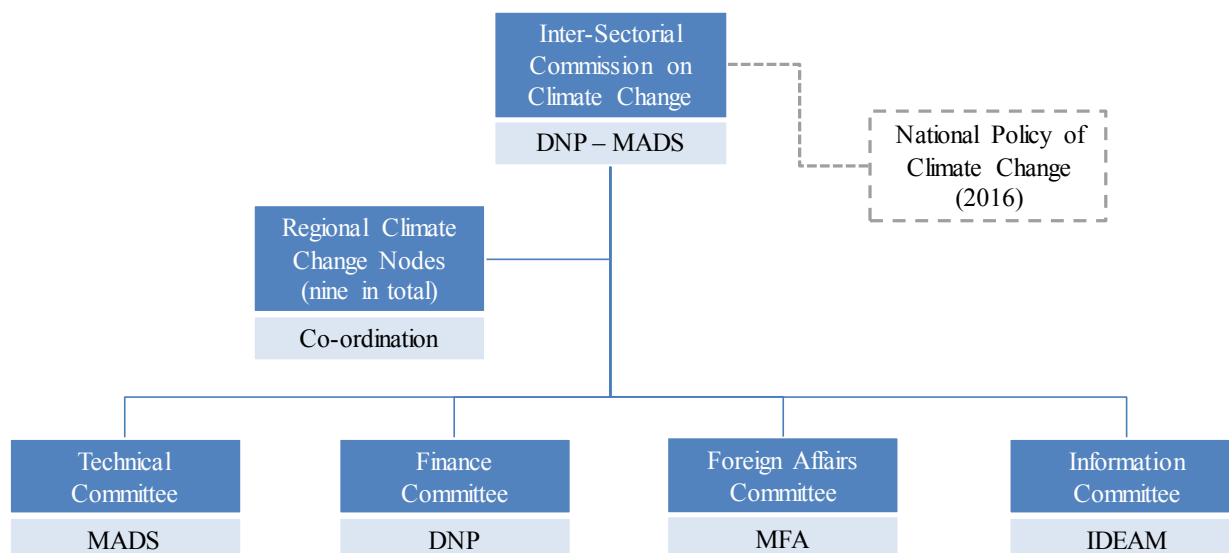 Inter-Sectorial
Commission on
Climate Change
DNP – MADS
National Policy of
Climate Change
(2016)
Regional Climate
Change Nodes
(nine in total)
Co-ordination
Technical
Committee
MADS
Finance
Committee
DNP
Foreign Affairs
Committee
MFA
Information
Committee
IDEAM